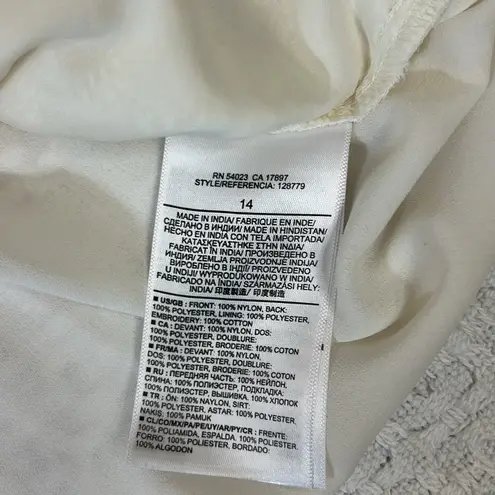 RN 54023 CA 17897
STYLE/REFERENCIA: 128779
14
MADE IN INDIA/ FABRIQUE EN INDE/
СДЕЛАНО В ИНДИИ/ MADE IN HINDISTAN/
HECHO EN INDIA CON TELA IMPORTADA/
ΚΑΤΑΣΚΕΥΑΣΤΗΚΕ ΣΤΗΝ ΙΝΔΙΑ/
FABRICAT ÎN INDIA/ ПРОИЗВЕДЕНО В
ИНДИЯ/ ZEMLJA PROIZVODNJE INDIJA/
ВИРОБЛЕНО В ІНДІЇ/ PROIZVEDENO
U INDIJI/ WYPRODUKOWANO W INDIA/
FABRICADO NA ÍNDIA/ SZÁRMAZÁSI HELY:
INDIA/ 印度製造/ 印度制造
■ US/GB : FRONT: 100% NYLON, BACK:
100% POLYESTER, LINING: 100% POLYESTER,
EMBROIDERY: 100% COTTON
■ CA : DEVANT: 100% NYLON, DOS:
100% POLYESTER, DOUBLURE:
100% POLYESTER, BRODERIE: 100% COTON
■ FR/MA : DEVANT: 100% NYLON,
DOS: 100% POLYESTER, DOUBLURE:
100% POLYESTER, BRODERIE: 100% COTON
■ RU : ПЕРЕДНЯЯ ЧАСТЬ: 100% НЕЙЛОН,
СПИНА: 100% ПОЛИЭСТЕР, ПОДКЛАДКА:
100% ПОЛИЭСТЕР, ВЫШИВКА: 100% ХЛОПОК
■ TR : ÖN: 100% NAYLON, SIRT:
100% POLYESTER, ASTAR: 100% POLYESTER,
NAKIŞ: 100% PAMUK
■ CL/CO/MX/PA/PE/UY/AR/PY/CR : FRENTE:
100% POLIAMIDA, ESPALDA: 100% POLIESTER,
FORRO: 100% POLIESTER, BORDADO:
100% ALGODON